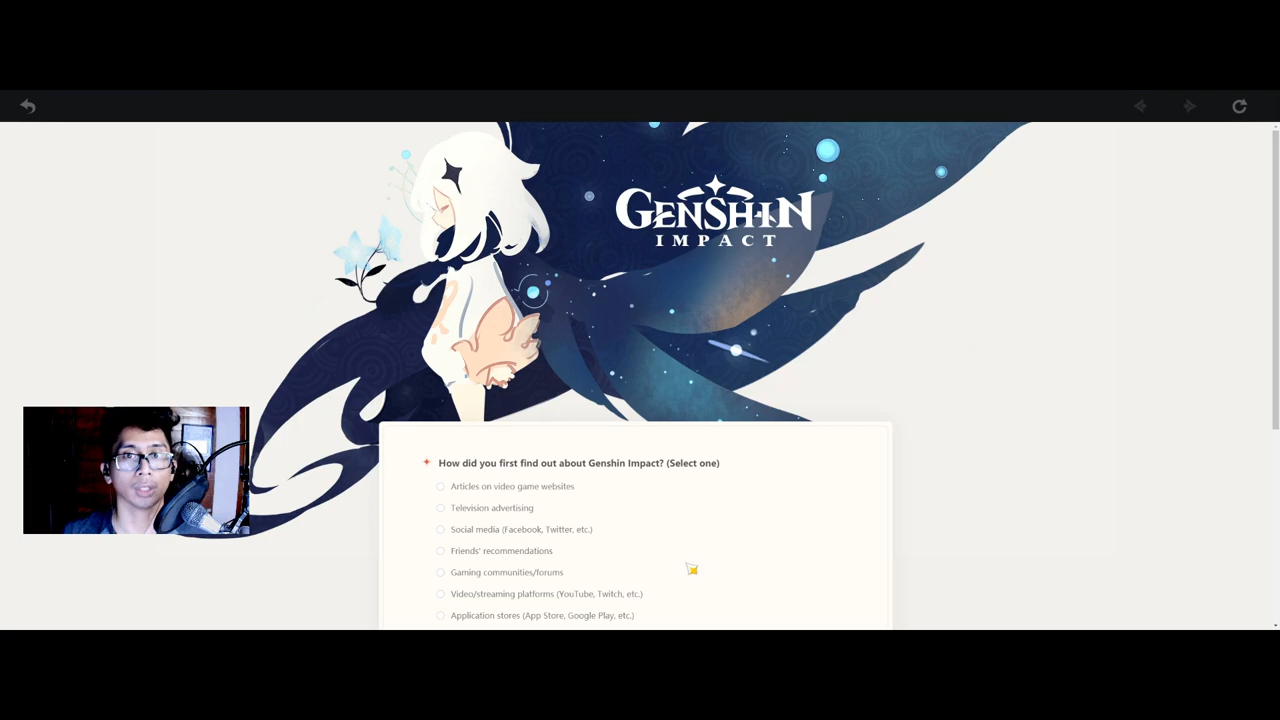 GENSHIN
IMPACT
How did you first find out about Genshin Impact? (Select one)
Articles on video game websites
Television advertising
Social media (Facebook, Twitter, etc.)
Friends' recommendations
Gaming communities/forums
Video/streaming platforms (YouTube, Twitch, etc.)
Application stores (App Store, Google Play, etc.)